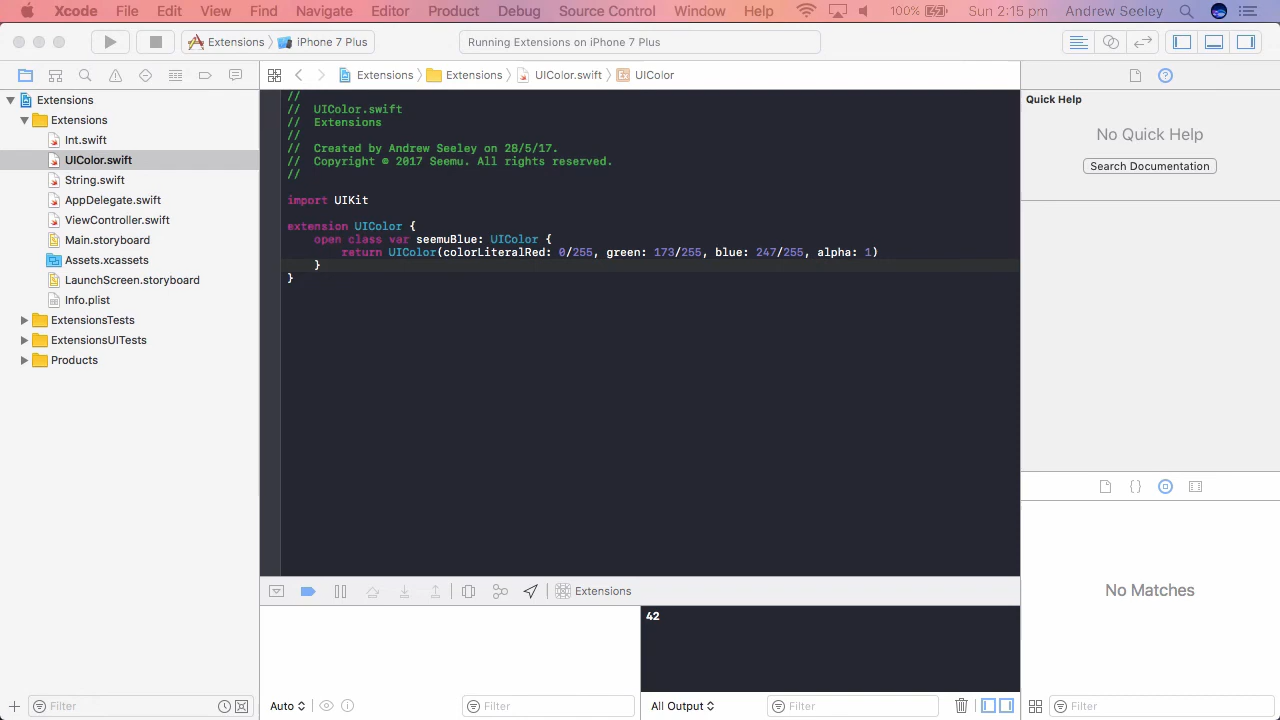 Xcode File Edit View Find Navigate Editor Product Debug Source Control Window Help 100% Sun 2:15 pm Andrew Seeley
Extensions iPhone 7 Plus Running Extensions on iPhone 7 Plus
Extensions Extensions UIColor.swift UIColor
Extensions
Extensions
Int.swift
UIColor.swift
String.swift
AppDelegate.swift
ViewController.swift
Main.storyboard
Assets.xcassets
LaunchScreen.storyboard
Info.plist
ExtensionsTests
ExtensionsUITests
Products
//
// UIColor.swift
// Extensions
//
// Created by Andrew Seeley on 28/5/17.
// Copyright © 2017 Seemu. All rights reserved.
//
import UIKit
extension UIColor {
open class var seemuBlue: UIColor {
return UIColor(colorLiteralRed: 0/255, green: 173/255, blue: 247/255, alpha: 1)
}
}
Quick Help
No Quick Help
Search Documentation
No Matches
Extensions
42
Filter
Auto
Filter
All Output
Filter
Filter